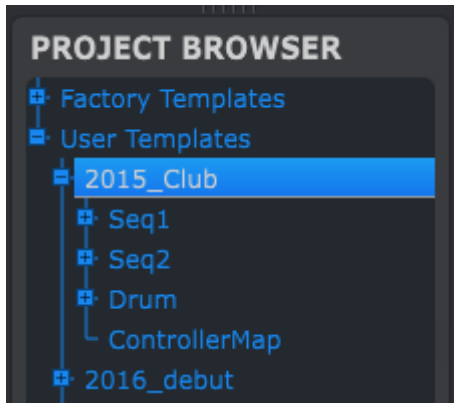 PROJECT BROWSER
Factory Templates
User Templates
2015_Club
Seq1
Seq2
Drum
ControllerMap
2016_debut